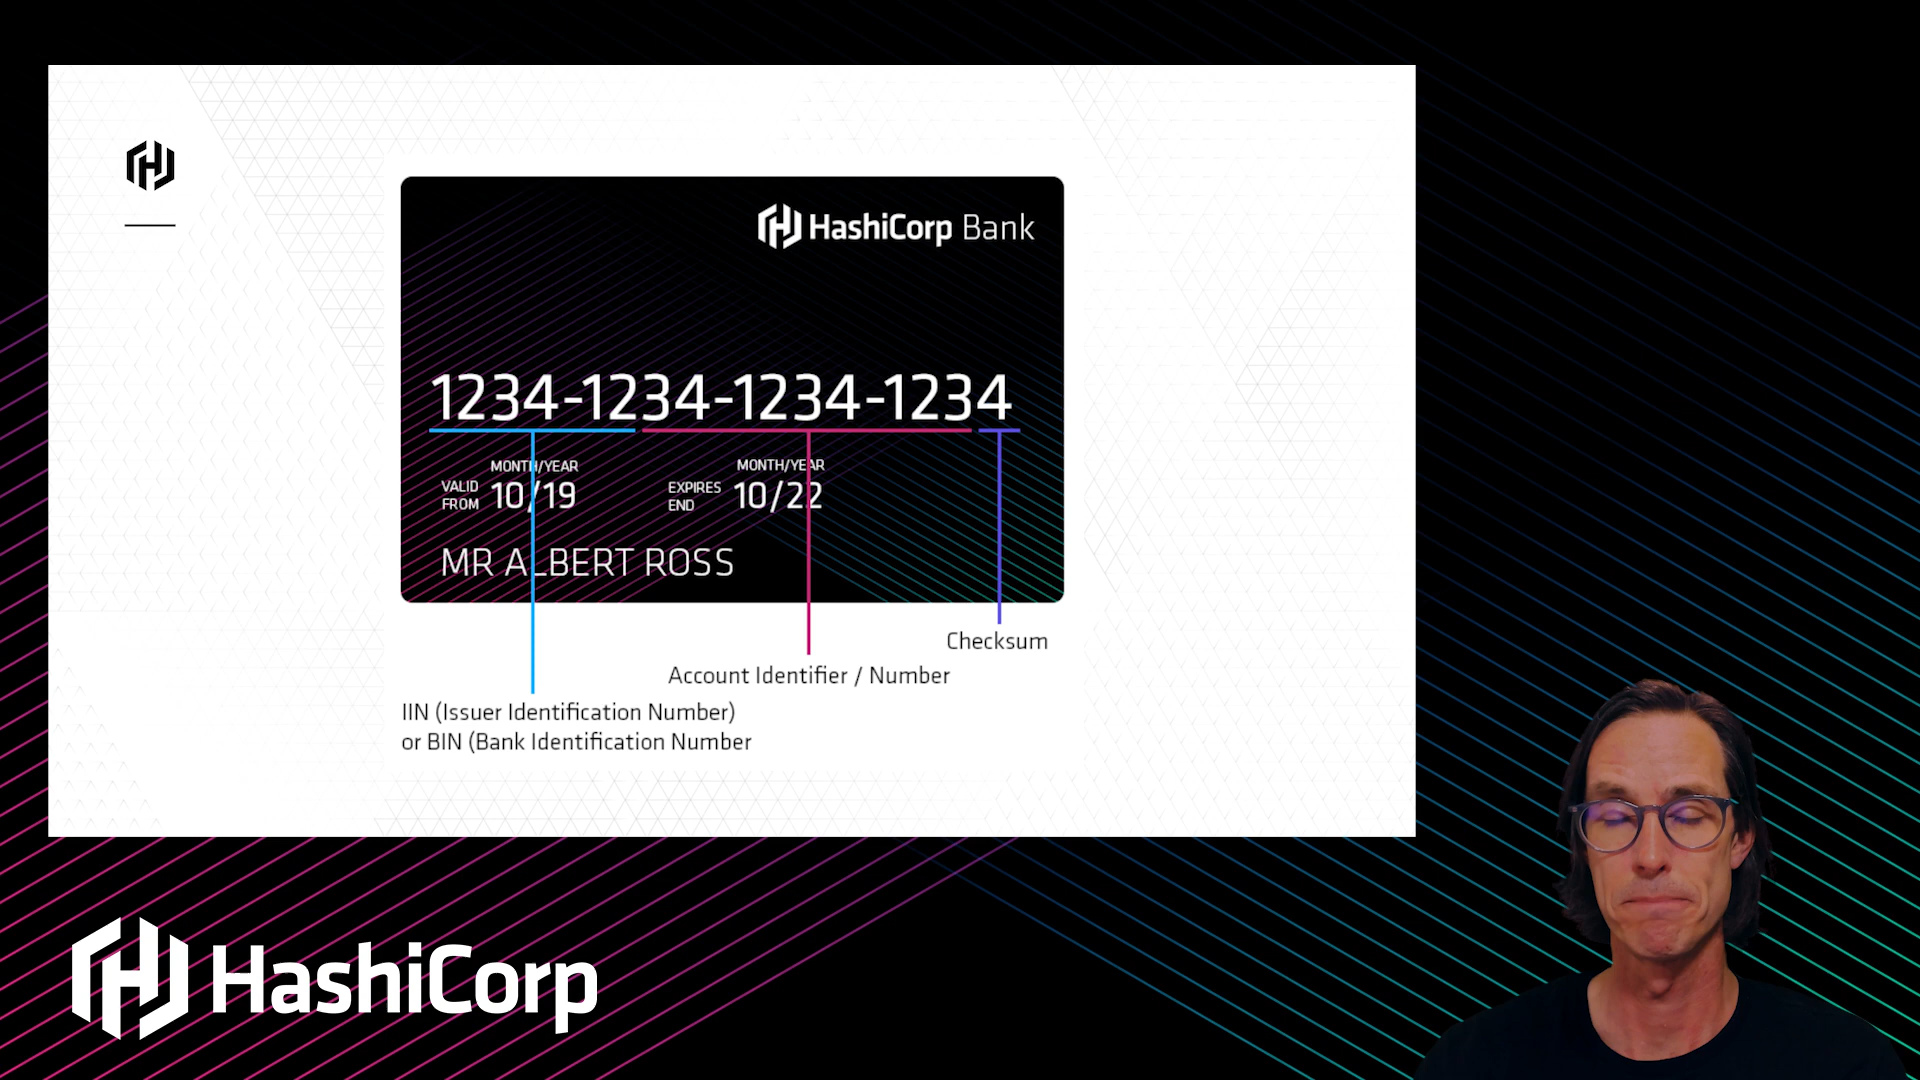 HashiCorp Bank
1234-1234-1234-1234
MONTH/YEAR
VALID
FROM
10/19
MONTH/YEAR
EXPIRES
END
10/22
MR ALBERT ROSS
Checksum
Account Identifier / Number
IIN (Issuer Identification Number)
or BIN (Bank Identification Number
HashiCorp